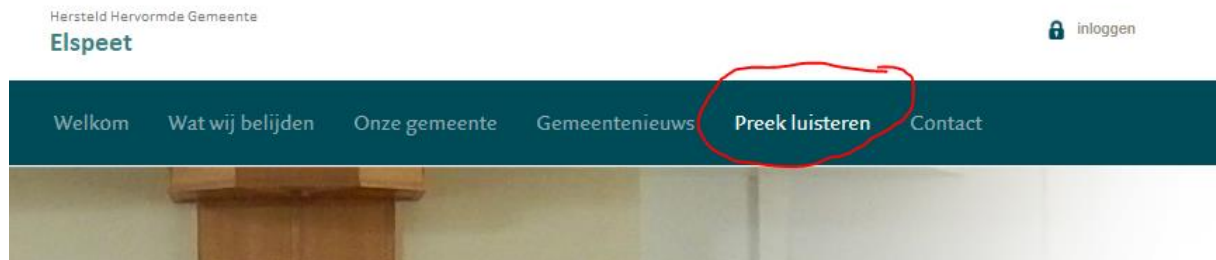 Hersteld Hervormde Gemeente
Elspeet
inloggen
Welkom Wat wij belijden Onze gemeente Gemeentenieuws Preek luisteren Contact